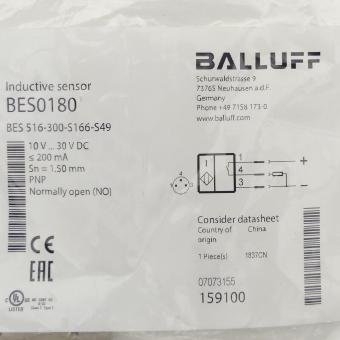 BALLUFF
Schurwaldstrasse 9
73765 Neuhausen a.d.F.
Germany
Phone +49 7158 173-0
www.balluff.com
Inductive sensor
BES0180
BES 516-300-S166-S49
10 V ... 30 V DC
≤ 200 mA
Sn = 1,50 mm
PNP
Normally open (NO)
1 +
4
3 −
Consider datasheet
Country of origin China
1 Piece(s) 1837CN
07073155
159100
CE
EAC
UL
LISTED